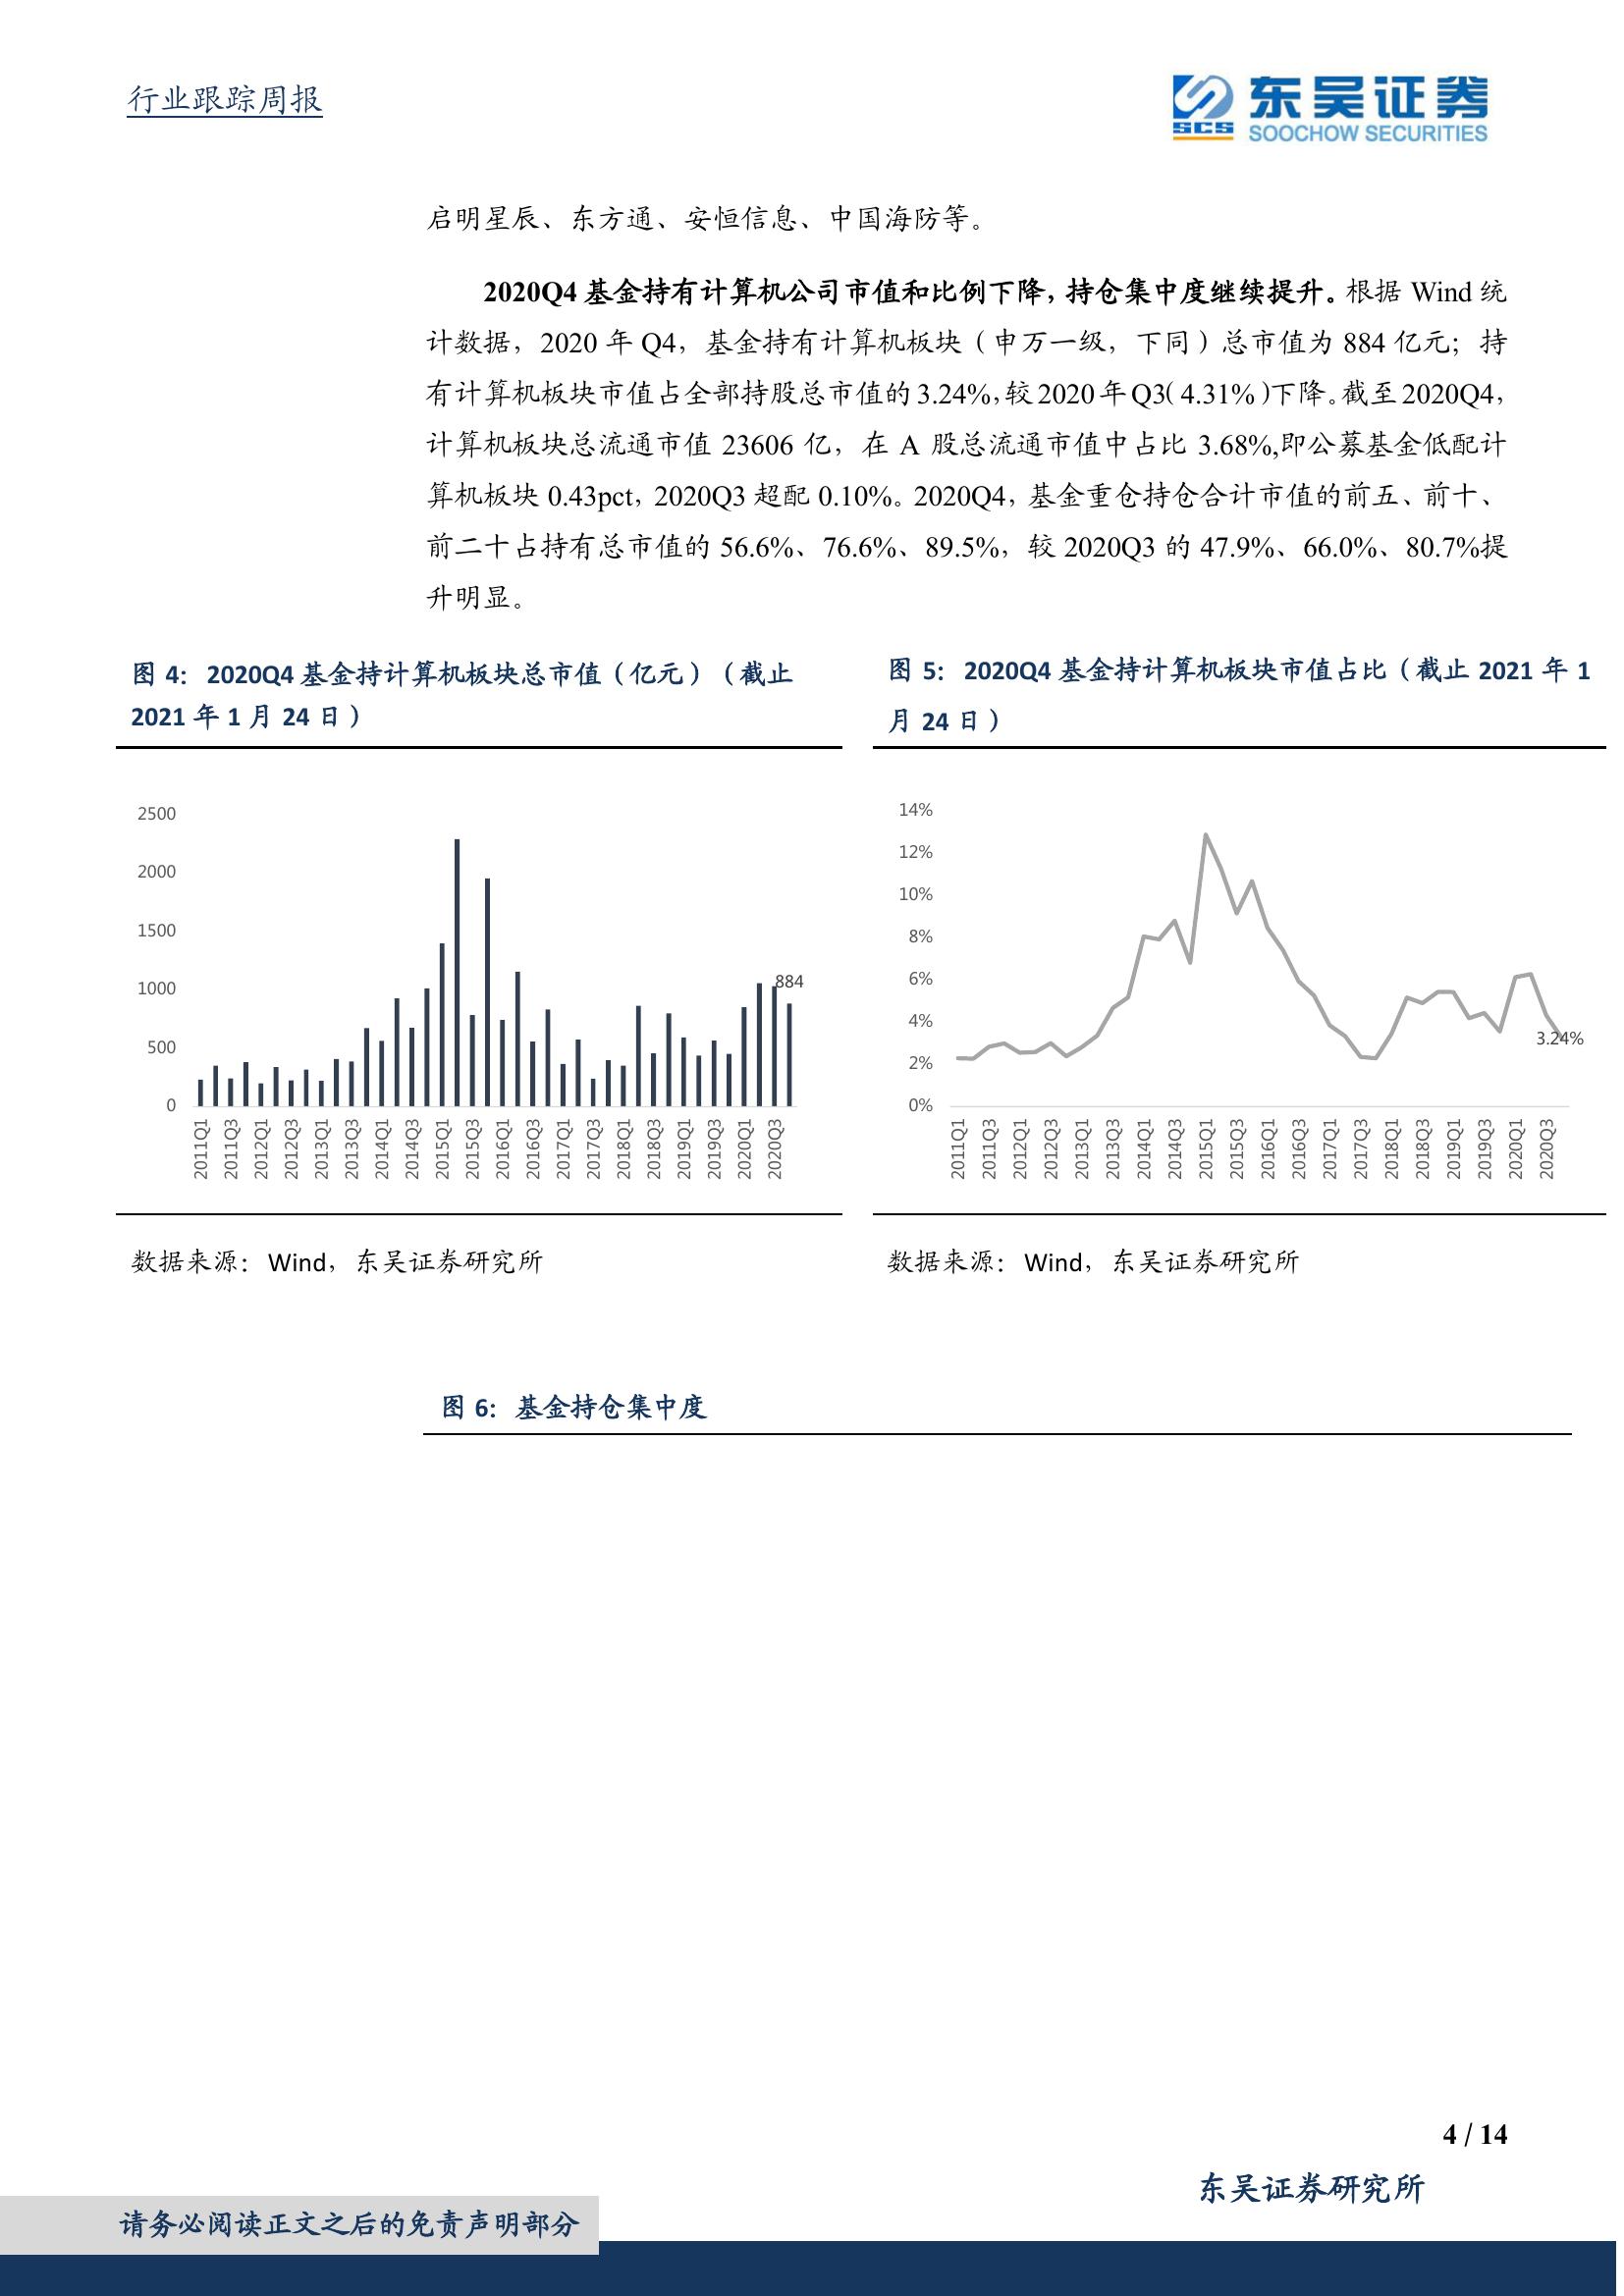 行业跟踪周报
东吴证券
SCS
SOOCHOW SECURITIES
启明星辰、东方通、安恒信息、中国海防等。
2020Q4 基金持有计算机公司市值和比例下降，持仓集中度继续提升。根据 Wind 统
计数据，2020 年 Q4，基金持有计算机板块（申万一级，下同）总市值为 884 亿元；持
有计算机板块市值占全部持股总市值的 3.24%，较 2020 年 Q3（4.31%）下降。截至 2020Q4，
计算机板块总流通市值 23606 亿，在 A 股总流通市值中占比 3.68%,即公募基金低配计
算机板块 0.43pct，2020Q3 超配 0.10%。2020Q4，基金重仓持仓合计市值的前五、前十、
前二十占持有总市值的 56.6%、76.6%、89.5%，较 2020Q3 的 47.9%、66.0%、80.7%提
升明显。
图 4：2020Q4 基金持计算机板块总市值（亿元）（截止
2021 年 1 月 24 日）
2500
2000
1500
1000
500
0
884
2011Q1
2011Q3
2012Q1
2012Q3
2013Q1
2013Q3
2014Q1
2014Q3
2015Q1
2015Q3
2016Q1
2016Q3
2017Q1
2017Q3
2018Q1
2018Q3
2019Q1
2019Q3
2020Q1
2020Q3
数据来源：Wind，东吴证券研究所
图 5：2020Q4 基金持计算机板块市值占比（截止 2021 年 1
月 24 日）
14%
12%
10%
8%
6%
4%
2%
0%
3.24%
2011Q1
2011Q3
2012Q1
2012Q3
2013Q1
2013Q3
2014Q1
2014Q3
2015Q1
2015Q3
2016Q1
2016Q3
2017Q1
2017Q3
2018Q1
2018Q3
2019Q1
2019Q3
2020Q1
2020Q3
数据来源：Wind，东吴证券研究所
图 6：基金持仓集中度
4 / 14
东吴证券研究所
请务必阅读正文之后的免责声明部分